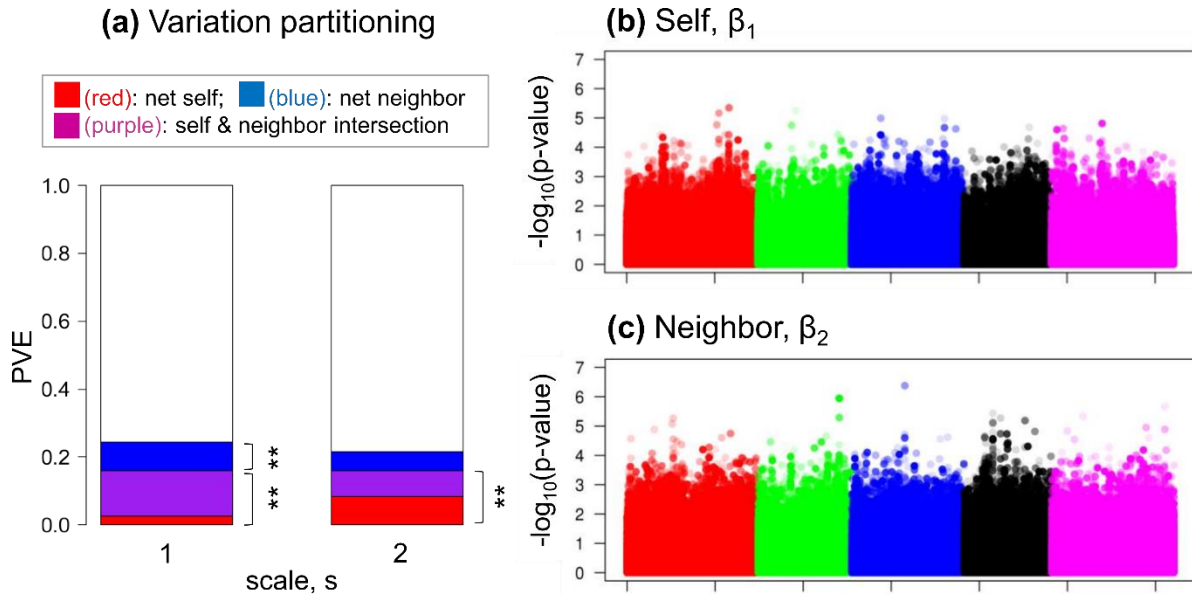 (a) Variation partitioning
(red): net self; (blue): net neighbor
(purple): self & neighbor intersection
PVE
1.0
0.8
0.6
0.4
0.2
0.0
**
**
**
1 2
scale, s
(b) Self, β₁
-log₁₀(p-value)
7
6
5
4
3
2
1
0
(c) Neighbor, β₂
-log₁₀(p-value)
7
6
5
4
3
2
1
0